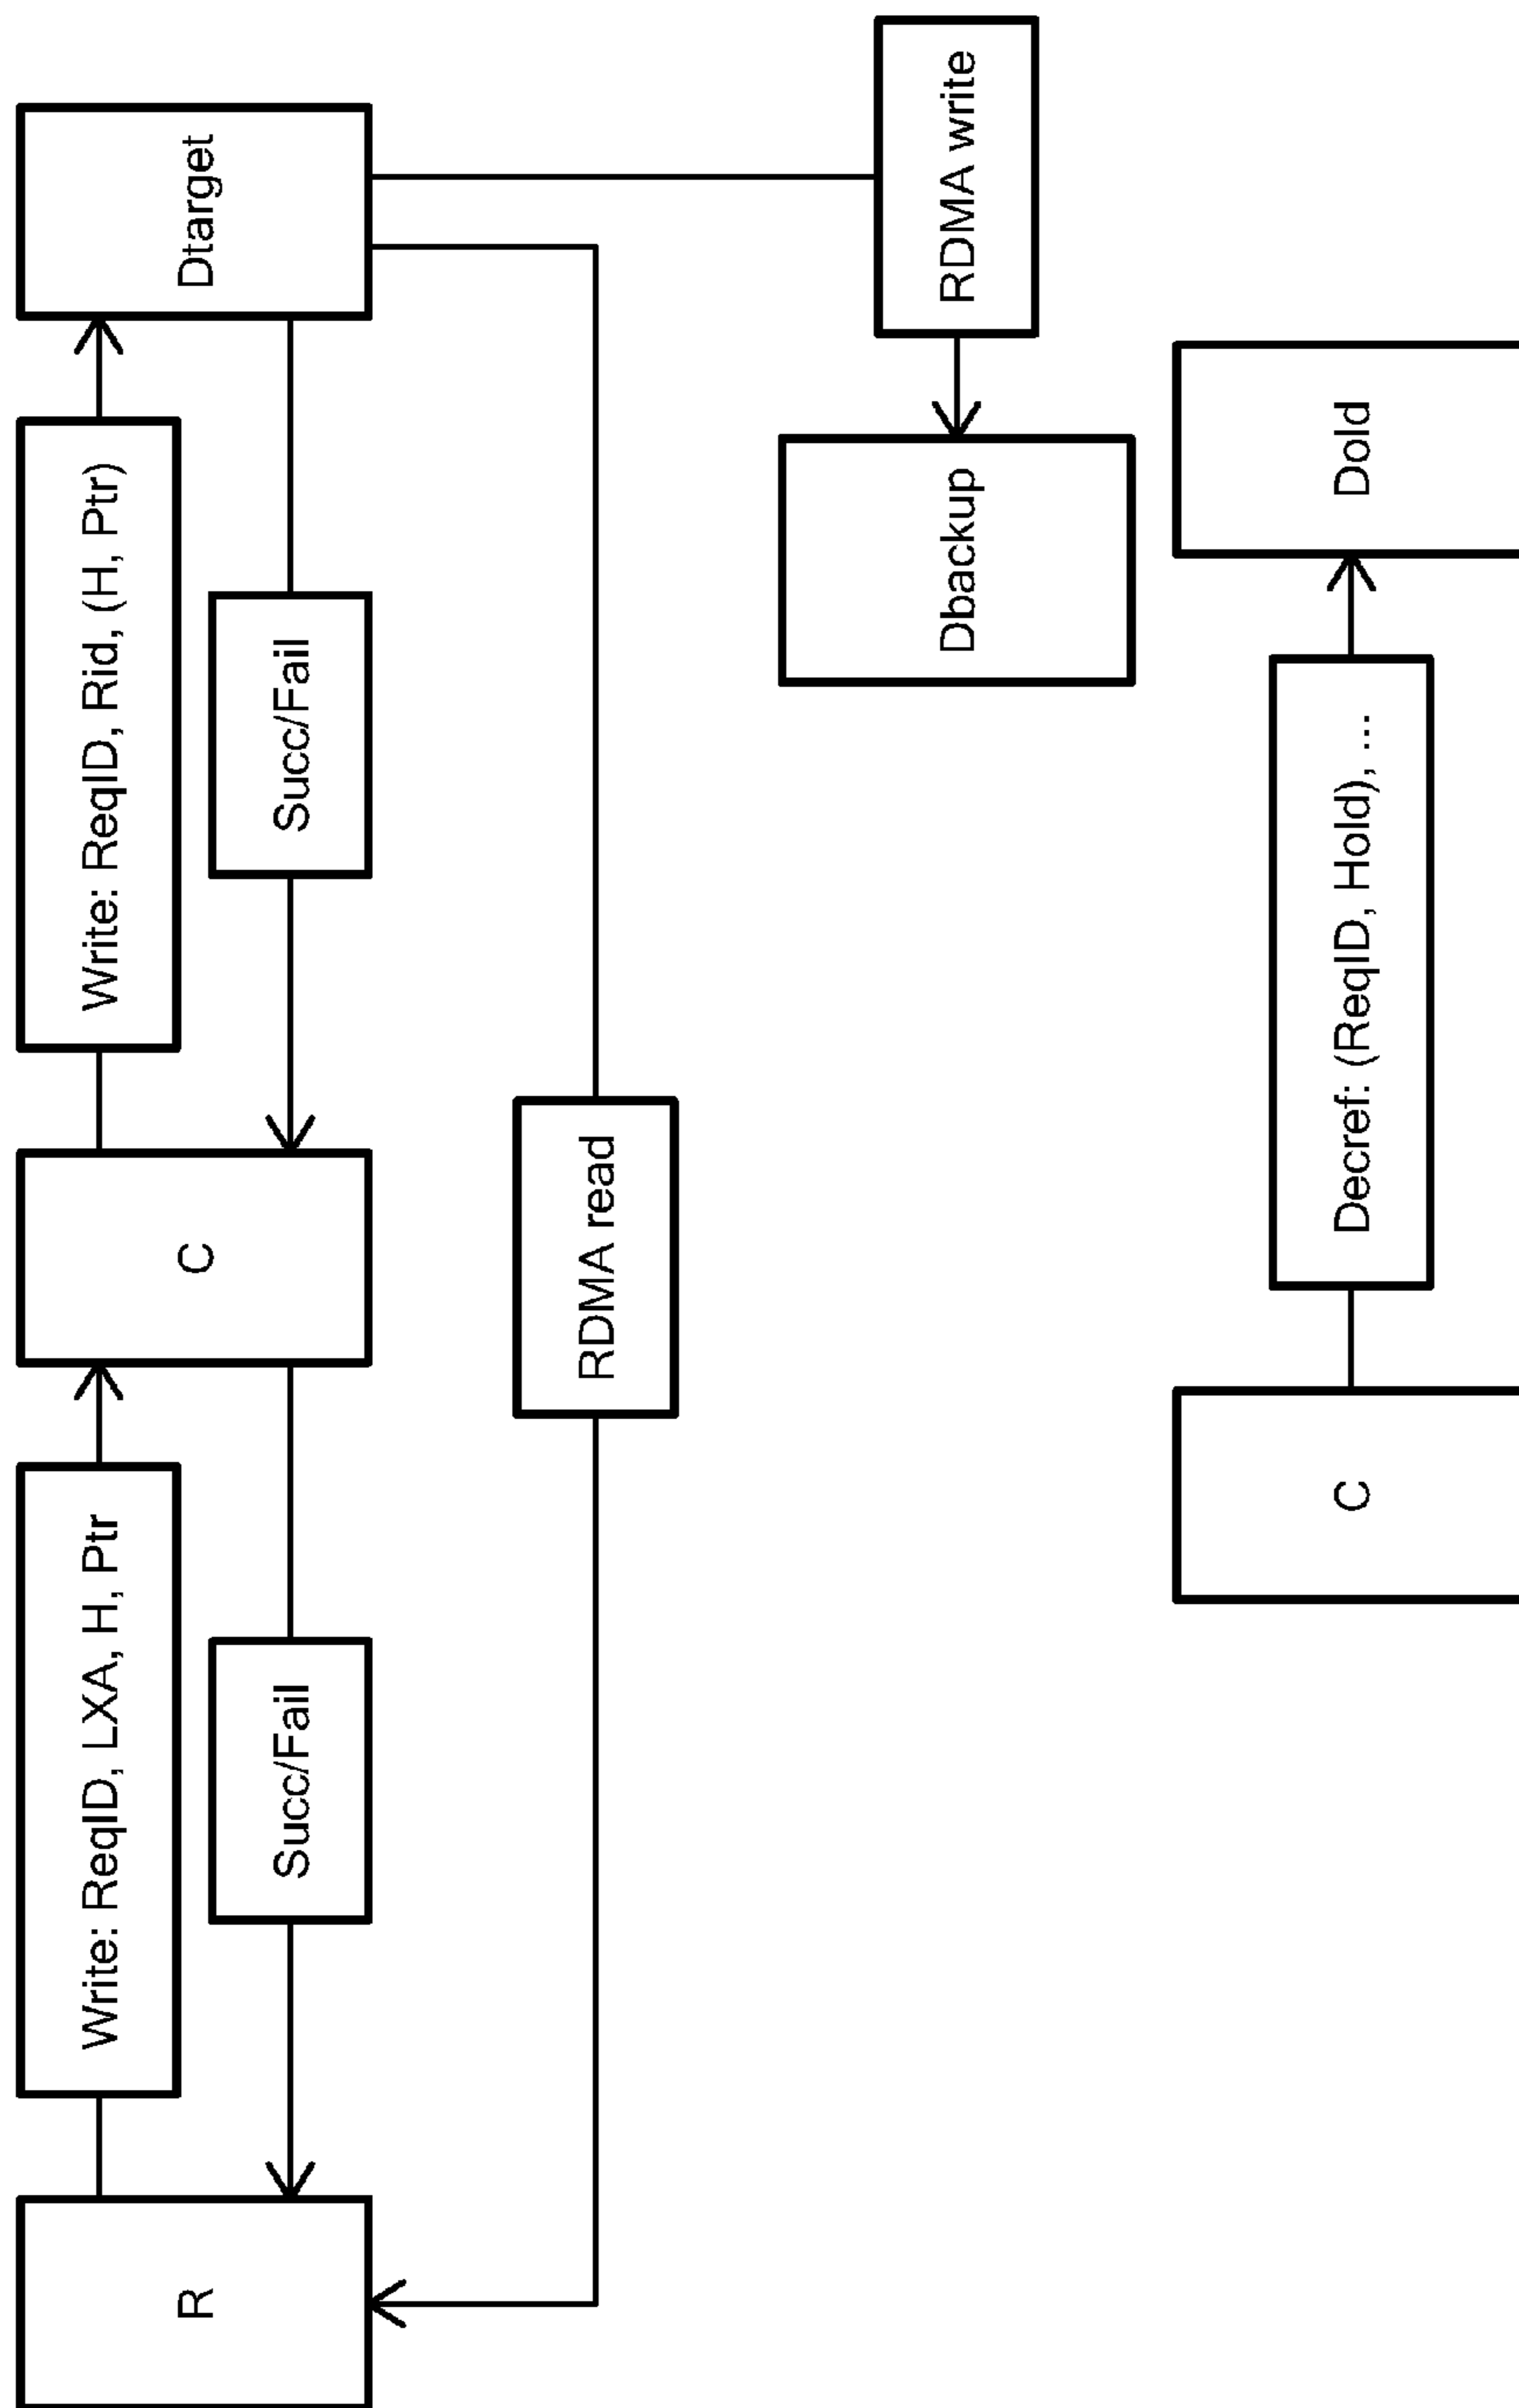 R
Write: ReqID, LXA, H, Ptr
C
Write: ReqID, Rid, (H, Ptr)
Dtarget
Succ/Fail
Succ/Fail
RDMA read
Dbackup
RDMA write
C
Decref: (ReqID, Hold), ...
Dold